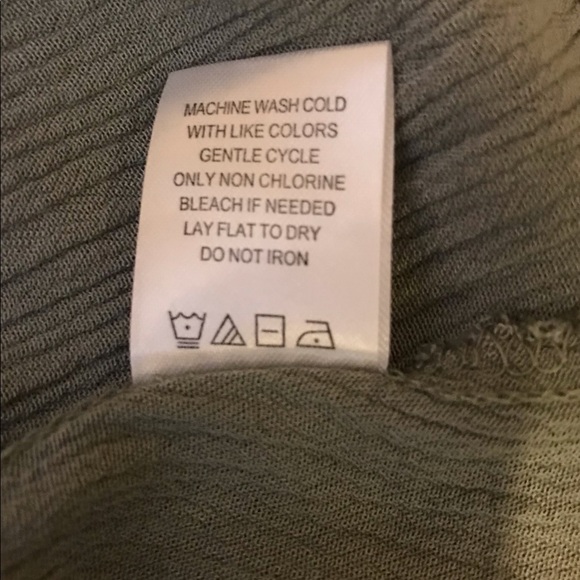 MACHINE WASH COLD
WITH LIKE COLORS
GENTLE CYCLE
ONLY NON CHLORINE
BLEACH IF NEEDED
LAY FLAT TO DRY
DO NOT IRON